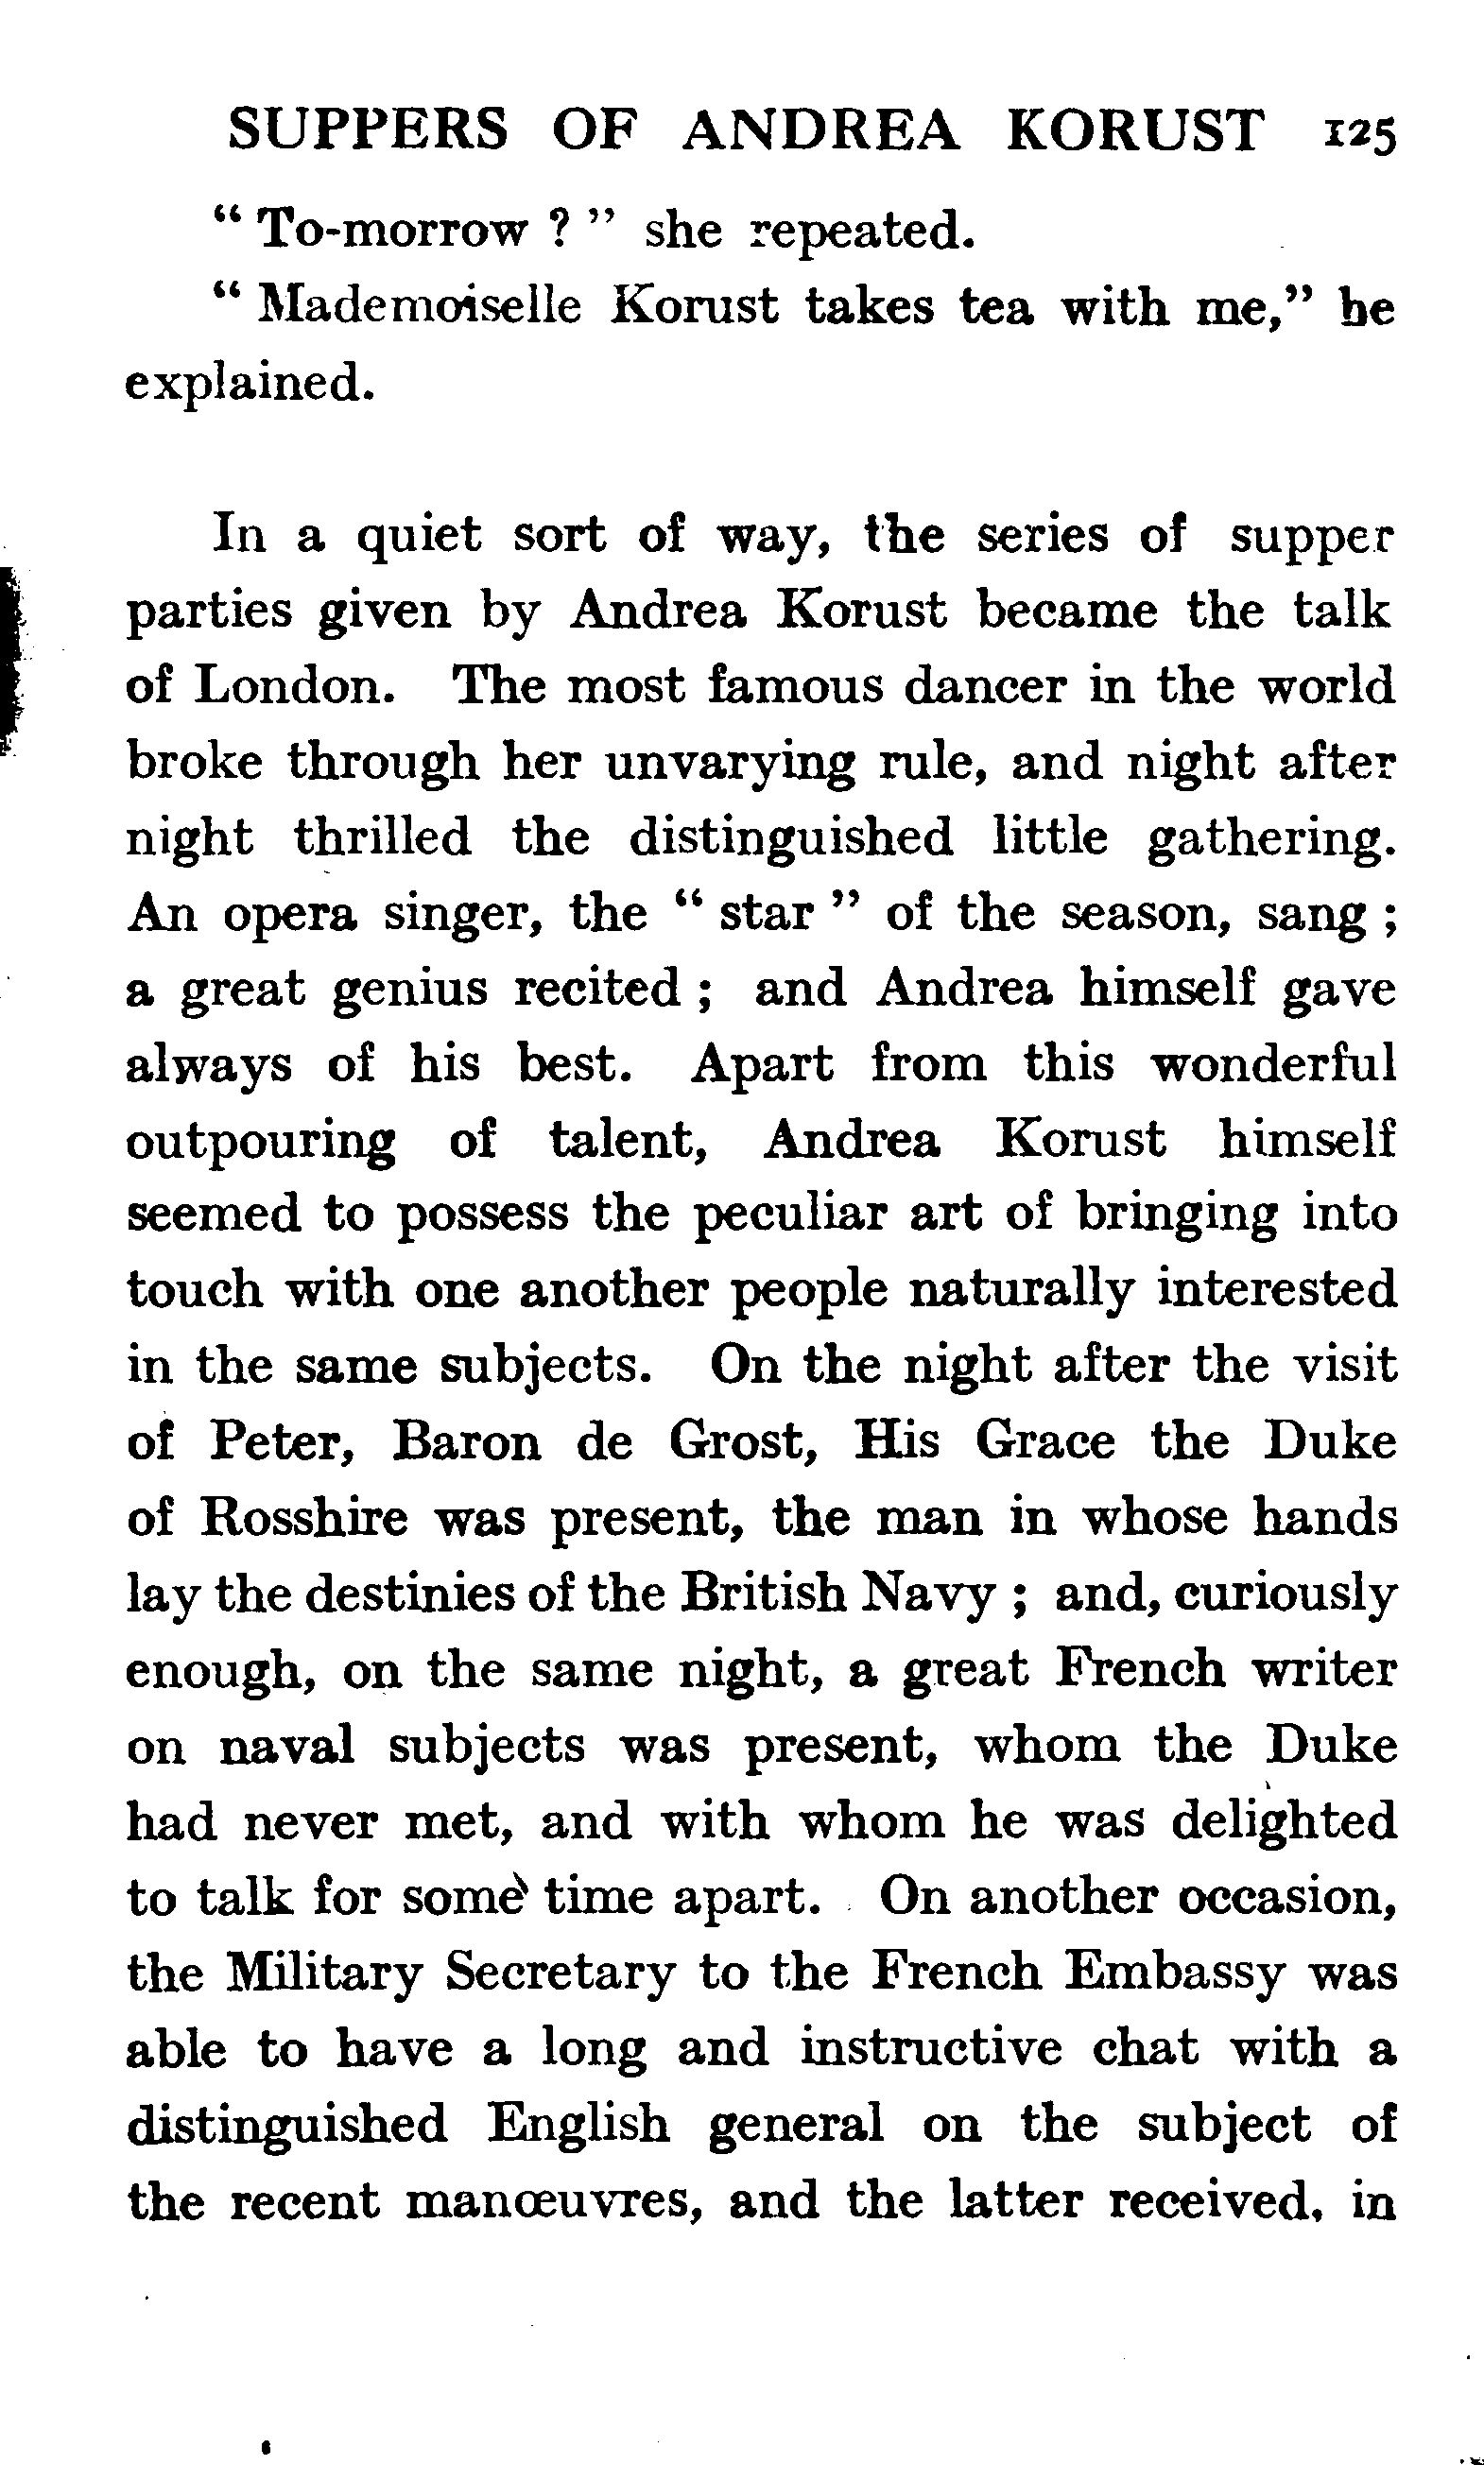 SUPPERS OF ANDREA KORUST 125
“ To-morrow ? ” she repeated.
“ Mademoiselle Korust takes tea with me,” he
explained.
In a quiet sort of way, the series of supper
parties given by Andrea Korust became the talk
of London. The most famous dancer in the world
broke through her unvarying rule, and night after
night thrilled the distinguished little gathering.
An opera singer, the “ star ” of the season, sang ;
a great genius recited ; and Andrea himself gave
always of his best. Apart from this wonderful
outpouring of talent, Andrea Korust himself
seemed to possess the peculiar art of bringing into
touch with one another people naturally interested
in the same subjects. On the night after the visit
of Peter, Baron de Grost, His Grace the Duke
of Rosshire was present, the man in whose hands
lay the destinies of the British Navy ; and, curiously
enough, on the same night, a great French writer
on naval subjects was present, whom the Duke
had never met, and with whom he was delighted
to talk for some time apart. On another occasion,
the Military Secretary to the French Embassy was
able to have a long and instructive chat with a
distinguished English general on the subject of
the recent manœuvres, and the latter received, in